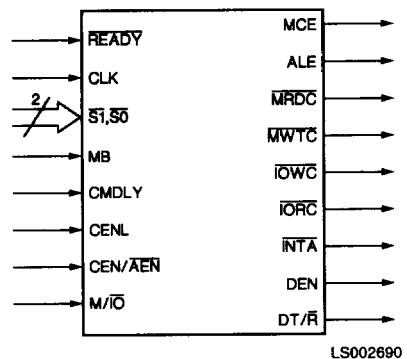 MCE
READY
ALE
CLK
MRDC
2
S1,S0
MWTC
MB
IOWC
CMDLY
IORC
CENL
INTA
CEN/AEN
DEN
M/IO
DT/R
LS002690